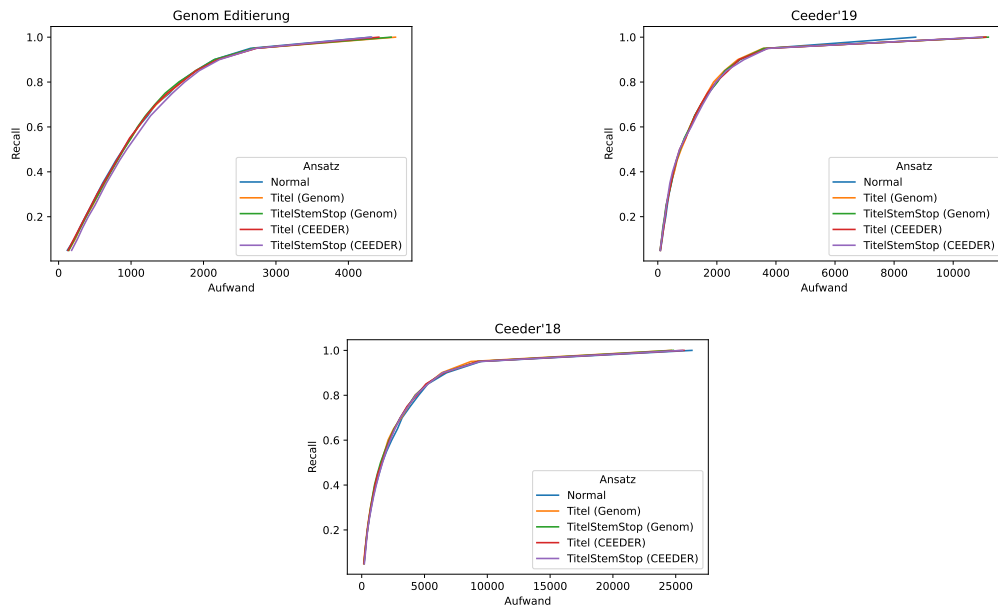 Genom Editierung
1.0
0.8
0.6
0.4
0.2
Recall
0
1000
2000
3000
4000
Aufwand
Ansatz
Normal
Titel (Genom)
TitelStemStop (Genom)
Titel (CEEDER)
TitelStemStop (CEEDER)
Ceeder'19
1.0
0.8
0.6
0.4
0.2
Recall
0
2000
4000
6000
8000
10000
Aufwand
Ansatz
Normal
Titel (Genom)
TitelStemStop (Genom)
Titel (CEEDER)
TitelStemStop (CEEDER)
Ceeder'18
1.0
0.8
0.6
0.4
0.2
Recall
0
5000
10000
15000
20000
25000
Aufwand
Ansatz
Normal
Titel (Genom)
TitelStemStop (Genom)
Titel (CEEDER)
TitelStemStop (CEEDER)